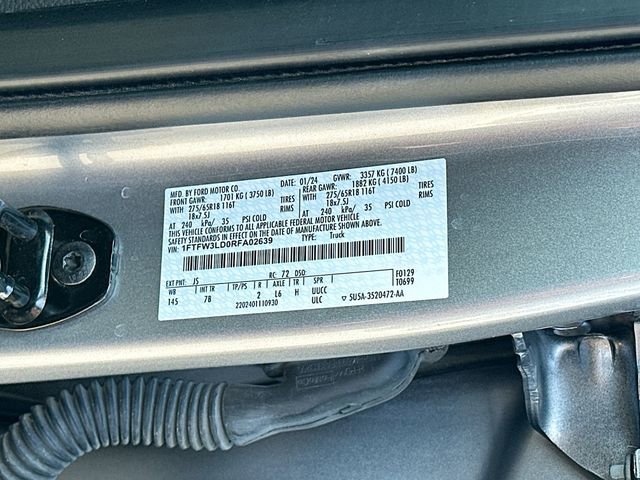 MFD. BY FORD MOTOR CO.
01/24 GVWR: 3357 KG ( 7400 LB)
FRONT GAWR: 1701 KG ( 3750 LB) REAR GAWR: 1882 KG ( 4150 LB)
WITH 275/65R18 116T TIRES WITH 275/65R18 116T TIRES
18x7.5J RIMS 18x7.5J RIMS
AT 240 kPa/ 35 PSI COLD AT 240 kPa/ 35 PSI COLD
THIS VEHICLE CONFORMS TO ALL APPLICABLE FEDERAL MOTOR VEHICLE
SAFETY STANDARDS IN EFFECT ON THE DATE OF MANUFACTURE SHOWN ABOVE.
VIN: 1FTFW3LD0RFA02639 TYPE: Truck
EXT PNT: JS RC: 72 DSO: F0129
WB INT TR TP/PS R AXLE TR SPR T0699
145 7B 2 L6 H UUCC
2202401110930 ULC ▽ 5U5A-3520472-AA